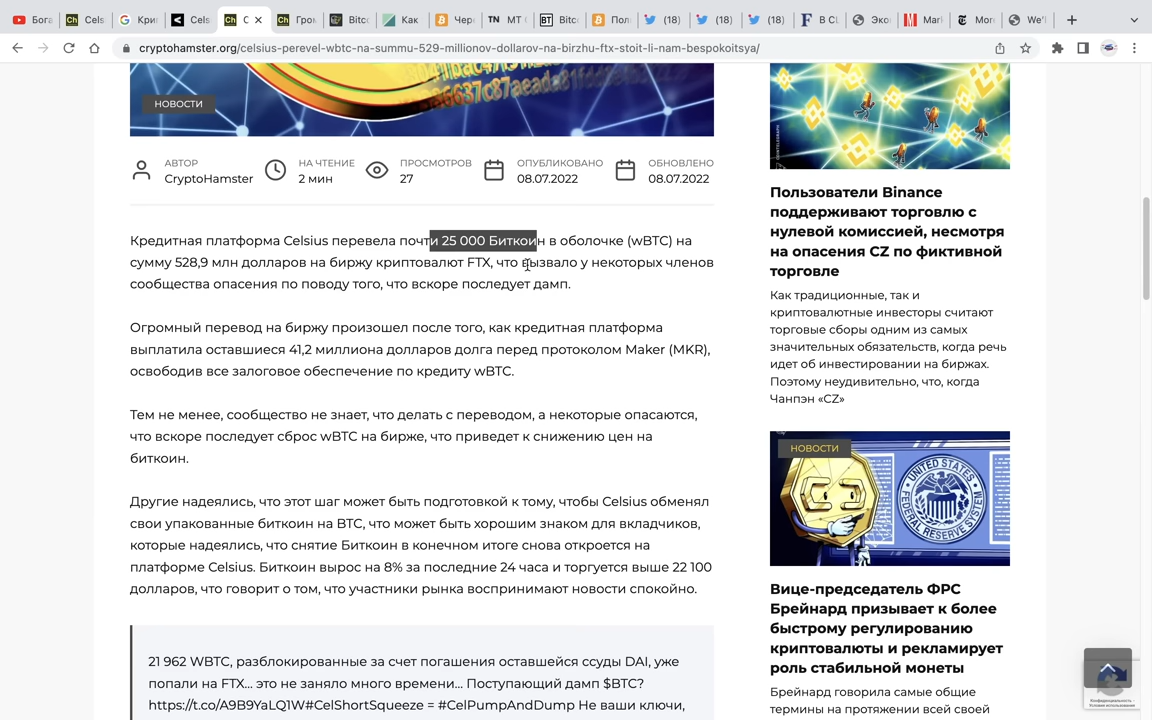 Бога
Cels
Кри
Cels
С
Гром
Bitc
Как
Чер
MT
Bitc
Пол
(18)
(18)
(18)
В Cl
Эко
Marl
Mor
We'l
cryptohamster.org/celsius-perevel-wbtc-na-summu-529-millionov-dollarov-na-birzhu-ftx-stoit-li-nam-bespokoitsya/
НОВОСТИ
АВТОР
CryptoHamster
НА ЧТЕНИЕ
2 мин
ПРОСМОТРОВ
27
ОПУБЛИКОВАНО
08.07.2022
ОБНОВЛЕНО
08.07.2022
Кредитная платформа Celsius перевела почти 25 000 Биткоин в оболочке (wBTC) на
сумму 528,9 млн долларов на биржу криптовалют FTX, что вызвало у некоторых членов
сообщества опасения по поводу того, что вскоре последует дамп.
Огромный перевод на биржу произошел после того, как кредитная платформа
выплатила оставшиеся 41,2 миллиона долларов долга перед протоколом Maker (MKR),
освободив все залоговое обеспечение по кредиту wBTC.
Тем не менее, сообщество не знает, что делать с переводом, а некоторые опасаются,
что вскоре последует сброс wBTC на бирже, что приведет к снижению цен на
биткоин.
Другие надеялись, что этот шаг может быть подготовкой к тому, чтобы Celsius обменял
свои упакованные биткоин на BTC, что может быть хорошим знаком для вкладчиков,
которые надеялись, что снятие Биткоин в конечном итоге снова откроется на
платформе Celsius. Биткоин вырос на 8% за последние 24 часа и торгуется выше 22 100
долларов, что говорит о том, что участники рынка воспринимают новости спокойно.
21 962 WBTC, разблокированные за счет погашения оставшейся ссуды DAI, уже
попали на FTX... это не заняло много времени... Поступающий дамп $BTC?
https://t.co/A9B9YaLQ1W#CelShortSqueeze = #CelPumpAndDump Не ваши ключи,
Пользователи Binance
поддерживают торговлю с
нулевой комиссией, несмотря
на опасения CZ по фиктивной
торговле
Как традиционные, так и
криптовалютные инвесторы считают
торговые сборы одним из самых
значительных обязательств, когда речь
идет об инвестировании на биржах.
Поэтому неудивительно, что, когда
Чанпэн «CZ»
НОВОСТИ
UNITED STATES
FEDERAL RESERVE SYSTEM
Вице-председатель ФРС
Брейнард призывает к более
быстрому регулированию
криптовалюты и рекламирует
роль стабильной монеты
Брейнард говорила самые общие
термины на протяжении всей своей
Конфиденциальность -
Условия использования